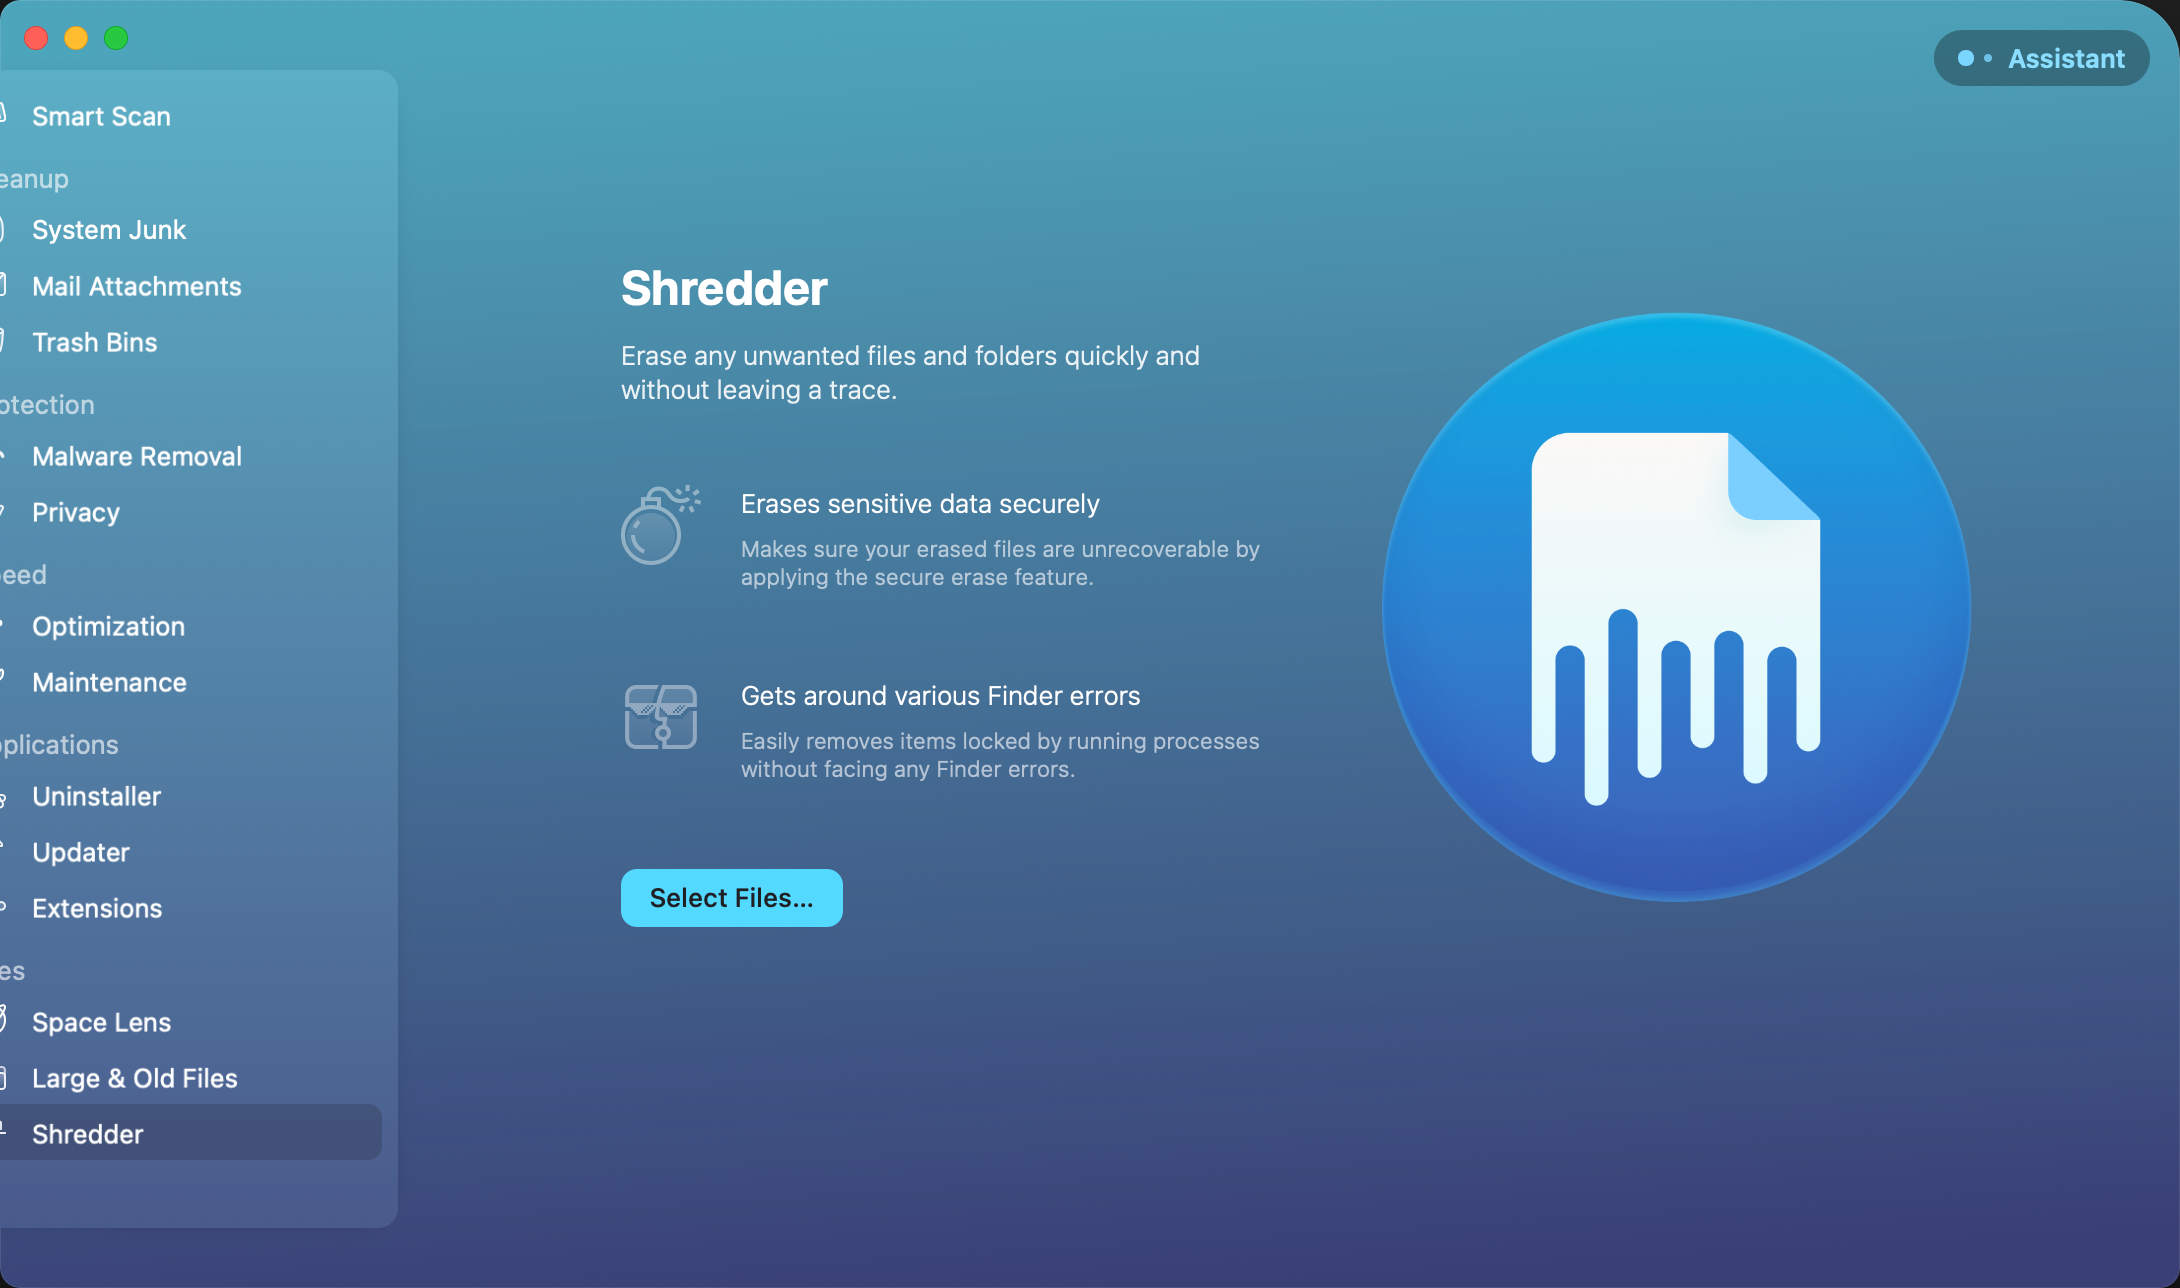 Assistant
Smart Scan
eanup
System Junk
Mail Attachments
Trash Bins
otection
Malware Removal
Privacy
eed
Optimization
Maintenance
plications
Uninstaller
Updater
Extensions
es
Space Lens
Large & Old Files
Shredder
Shredder
Erase any unwanted files and folders quickly and
without leaving a trace.
Erases sensitive data securely
Makes sure your erased files are unrecoverable by
applying the secure erase feature.
Gets around various Finder errors
Easily removes items locked by running processes
without facing any Finder errors.
Select Files...